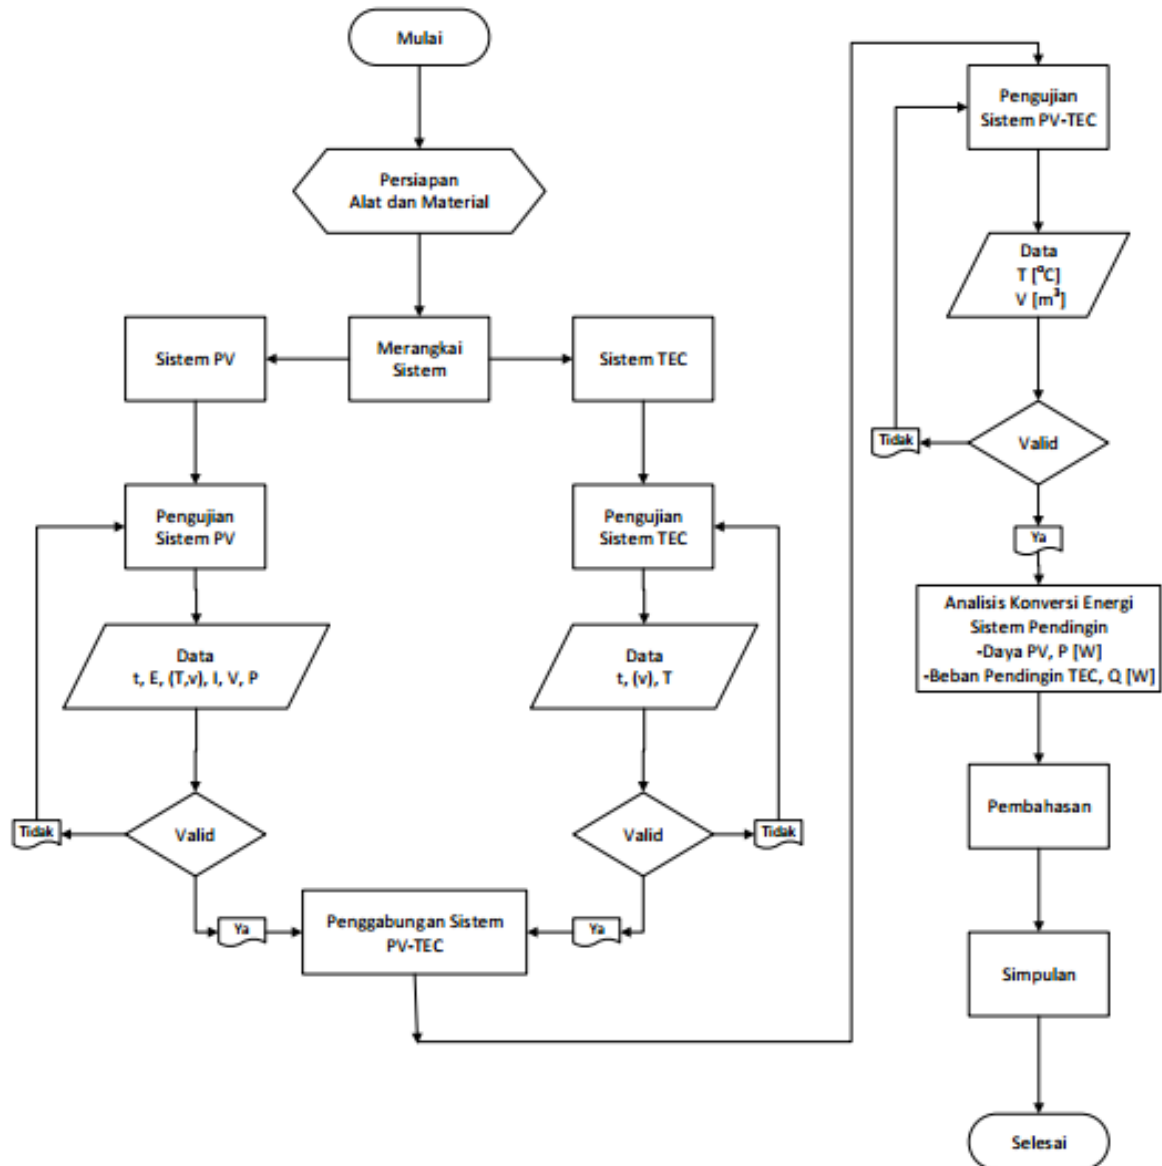 Mulai
Persiapan
Alat dan Material
Merangkai
Sistem
Sistem PV
Sistem TEC
Pengujian
Sistem PV
Pengujian
Sistem TEC
Data
t, E, (T,v), I, V, P
Data
t, (v), T
Valid
Tidak
Valid
Tidak
Ya
Ya
Penggabungan Sistem
PV-TEC
Pengujian
Sistem PV-TEC
Data
T [°C]
V [m³]
Valid
Tidak
Ya
Analisis Konversi Energi
Sistem Pendingin
-Daya PV, P [W]
-Beban Pendingin TEC, Q [W]
Pembahasan
Simpulan
Selesai